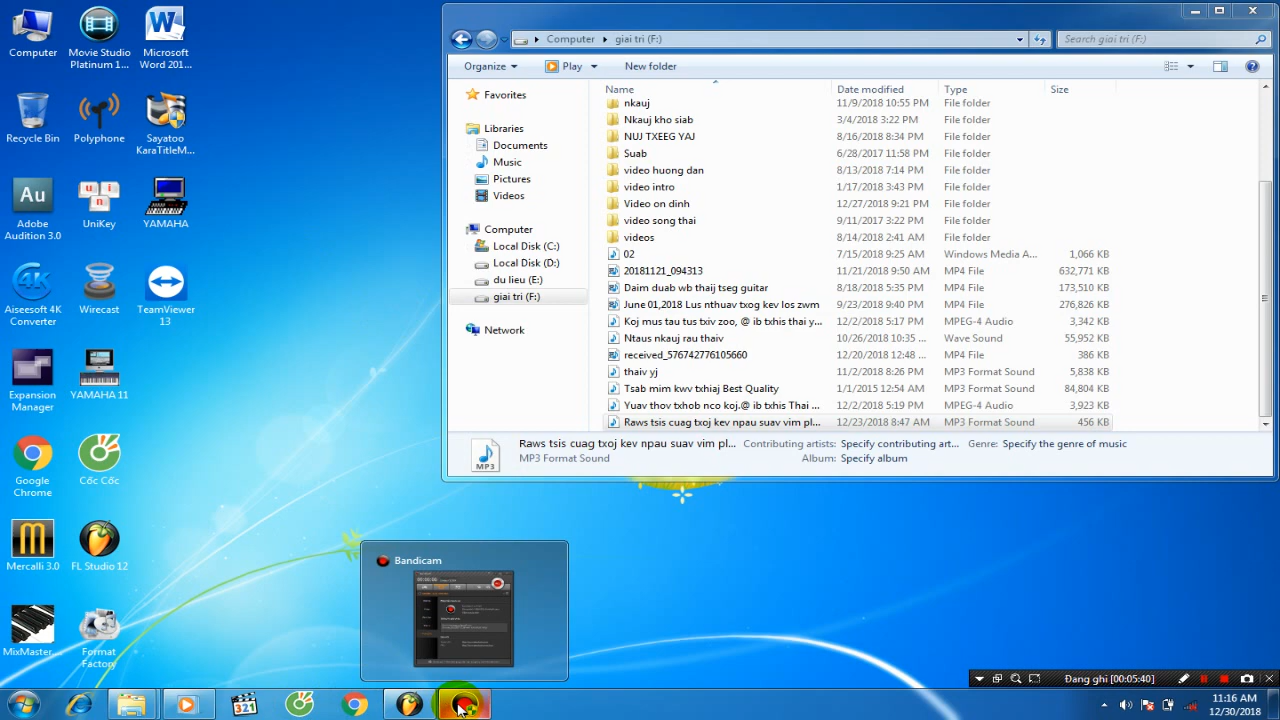 Computer
Movie Studio
Platinum 1...
Microsoft
Word 201...
Recycle Bin
Polyphone
Sayatoo
KaraTitleM...
Au
Adobe
Audition 3.0
UniKey
YAMAHA
4K
Aiseesoft 4K
Converter
Wirecast
TeamViewer
13
Expansion
Manager
YAMAHA 11
Google
Chrome
Cốc Cốc
Mercalli 3.0
FL Studio 12
MixMaster...
Format
Factory
Computer
giai tri (F:)
Search giai tri (F:)
Organize
Play
New folder
Favorites
Libraries
Documents
Music
Pictures
Videos
Computer
Local Disk (C:)
Local Disk (D:)
du lieu (E:)
giai tri (F:)
Network
Name Date modified Type Size
nkauj 11/9/2018 10:55 PM File folder
Nkauj kho siab 3/4/2018 3:22 PM File folder
NUJ TXEEG YAJ 8/16/2018 8:34 PM File folder
Suab 6/28/2017 11:58 PM File folder
video huong dan 8/13/2018 7:14 PM File folder
video intro 1/17/2018 3:43 PM File folder
Video on dinh 12/27/2018 9:21 PM File folder
video song thai 9/11/2017 3:22 PM File folder
videos 8/14/2018 2:41 AM File folder
02 7/15/2018 9:25 AM Windows Media A... 1,066 KB
20181121_094313 11/21/2018 9:50 AM MP4 File 632,771 KB
Daim duab wb thaij tseg guitar 8/18/2018 5:35 PM MP4 File 173,510 KB
June 01,2018 Lus nthuav txog kev los zwm 9/23/2018 9:40 PM MP4 File 276,826 KB
Koj mus tau tus txiv zoo, @ ib txhis thai y... 12/2/2018 5:17 PM MPEG-4 Audio 3,342 KB
Ntaus nkauj rau thaiv 10/26/2018 10:35 ... Wave Sound 55,952 KB
received_576742776105660 12/20/2018 12:48 ... MP4 File 386 KB
thaiv yj 11/2/2018 8:26 PM MP3 Format Sound 5,838 KB
Tsab mim kwv txhiaj Best Quality 1/1/2015 12:54 AM MP3 Format Sound 84,804 KB
Yuav thov txhob nco koj,@ ib txhis Thai ... 12/2/2018 5:19 PM MPEG-4 Audio 3,923 KB
Raws tsis cuag txoj kev npau suav vim pl... 12/23/2018 8:47 AM MP3 Format Sound 456 KB
MP3
Raws tsis cuag txoj kev npau suav vim pl... Contributing artists: Specify contributing art... Genre: Specify the genre of music
MP3 Format Sound Album: Specify album
Bandicam
Đang ghi [00:05:40]
321
11:16 AM
12/30/2018